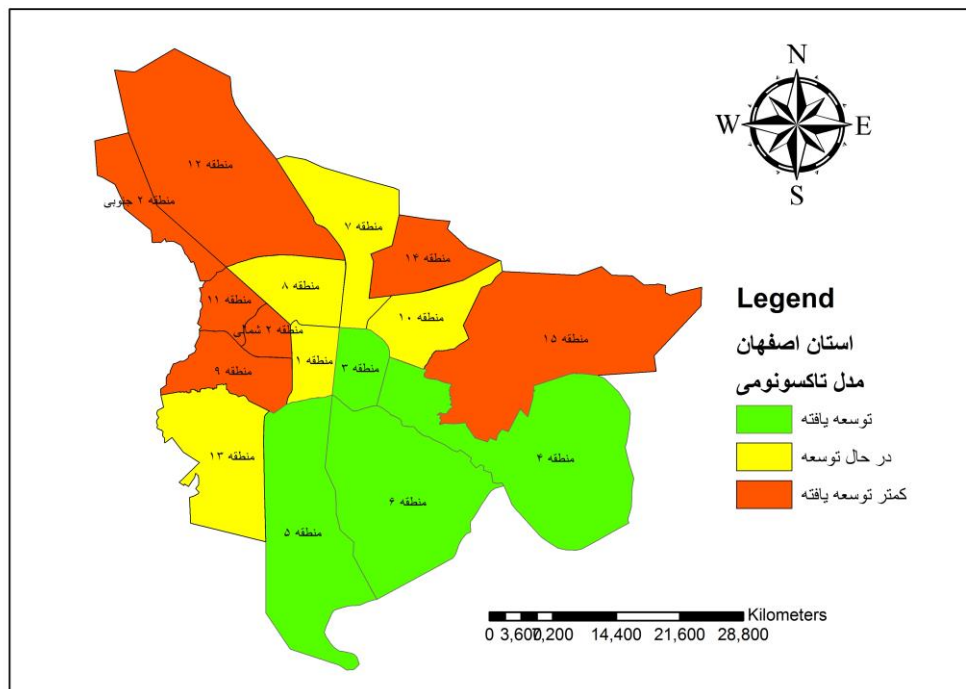 N
W E
S
منطقه ۱۲
منطقه ۲ جنوبی
منطقه ۷
منطقه ۱۴
منطقه ۸
منطقه ۱۱
منطقه ۱۰
منطقه ۲ شمالی
منطقه ۱۵
منطقه ۱
منطقه ۳
منطقه ۹
منطقه ۱۳
منطقه ۴
منطقه ۶
منطقه ۵
Legend
استان اصفهان
مدل تاکسونومی
توسعه یافته
در حال توسعه
کمتر توسعه یافته
Kilometers
0 3,600 7,200 14,400 21,600 28,800